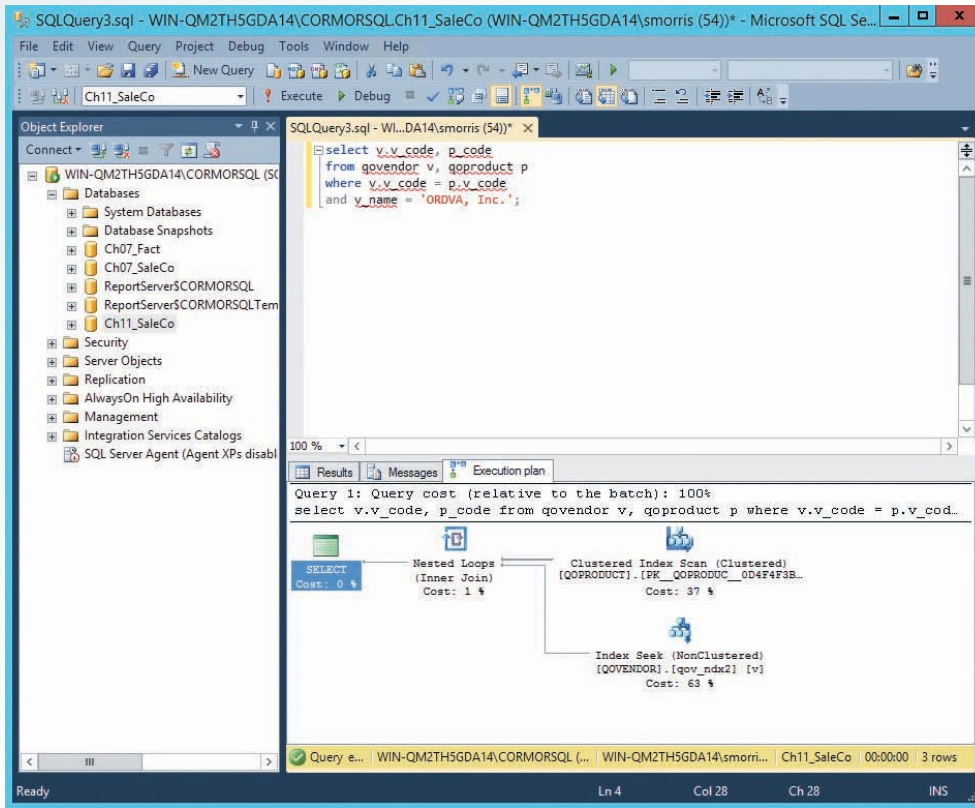 SQLQuery3.sql - WIN-QM2TH5GDA14\CORMORSQL.Ch11_SaleCo (WIN-QM2TH5GDA14\smorris (54))* - Microsoft SQL Se...
File Edit View Query Project Debug Tools Window Help
New Query
Ch11_SaleCo
Execute
Debug
Object Explorer
Connect
WIN-QM2TH5GDA14\CORMORSQL (SQ
Databases
System Databases
Database Snapshots
Ch07_Fact
Ch07_SaleCo
ReportServer$CORMORSQL
ReportServer$CORMORSQLTem
Ch11_SaleCo
Security
Server Objects
Replication
AlwaysOn High Availability
Management
Integration Services Catalogs
SQL Server Agent (Agent XPs disabl
SQLQuery3.sql - WI...DA14\smorris (54))*
select v.v_code, p_code
from qovendor v, qoproduct p
where v.v_code = p.v_code
and v_name = 'ORDVA, Inc.';
100 %
Results
Messages
Execution plan
Query 1: Query cost (relative to the batch): 100%
select v.v_code, p_code from qovendor v, qoproduct p where v.v_code = p.v_cod...
SELECT
Cost: 0 %
Nested Loops
(Inner Join)
Cost: 1 %
Clustered Index Scan (Clustered)
[QOPRODUCT].[PK__QOPRODUC__0D4F4F3B...
Cost: 37 %
Index Seek (NonClustered)
[QOVENDOR].[qov_ndx2] [v]
Cost: 63 %
Query e...
WIN-QM2TH5GDA14\CORMORSQL (...
WIN-QM2TH5GDA14\smorri...
Ch11_SaleCo
00:00:00
3 rows
Ready
Ln 4
Col 28
Ch 28
INS